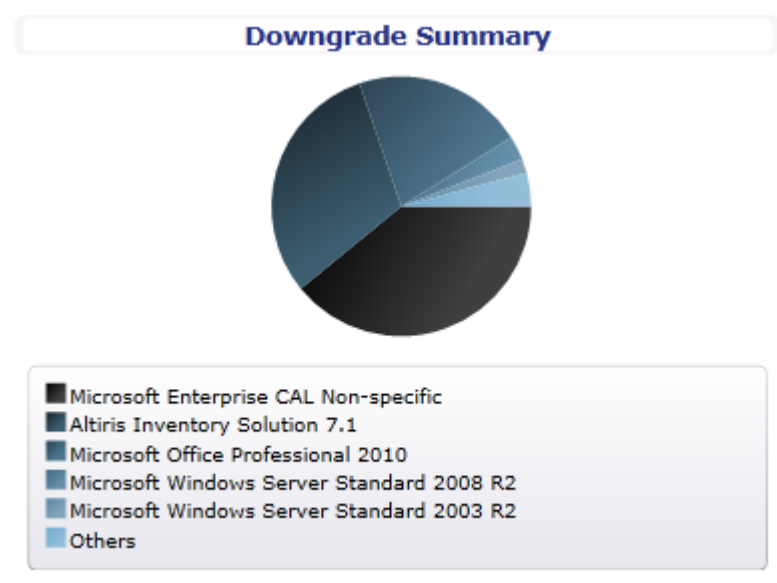 Downgrade Summary
Microsoft Enterprise CAL Non-specific
Altiris Inventory Solution 7.1
Microsoft Office Professional 2010
Microsoft Windows Server Standard 2008 R2
Microsoft Windows Server Standard 2003 R2
Others